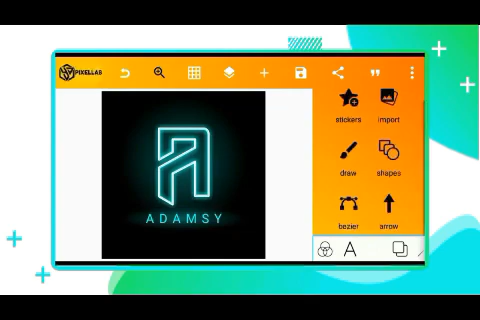 PIXELLAB
stickers
import
draw
shapes
bezier
arrow
A
ADAMSY